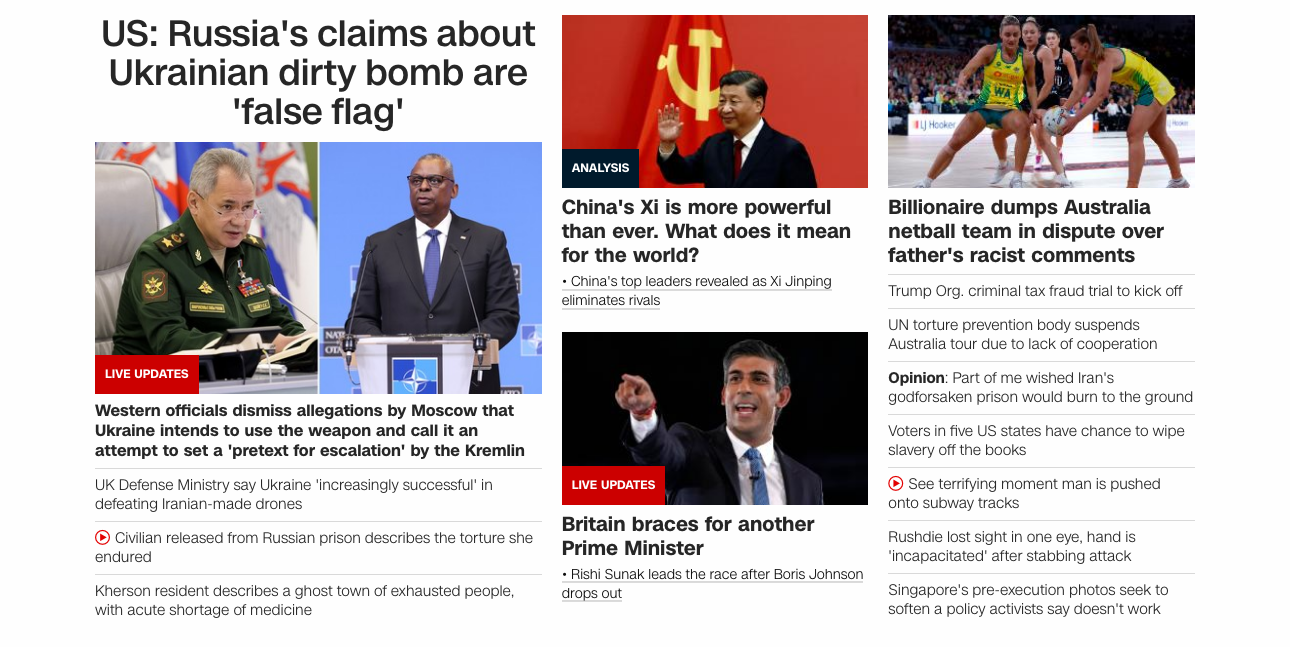 US: Russia's claims about
Ukrainian dirty bomb are
'false flag'
LIVE UPDATES
Western officials dismiss allegations by Moscow that
Ukraine intends to use the weapon and call it an
attempt to set a 'pretext for escalation' by the Kremlin
UK Defense Ministry say Ukraine 'increasingly successful' in
defeating Iranian-made drones
Civilian released from Russian prison describes the torture she
endured
Kherson resident describes a ghost town of exhausted people,
with acute shortage of medicine
ANALYSIS
China's Xi is more powerful
than ever. What does it mean
for the world?
• China's top leaders revealed as Xi Jinping
eliminates rivals
LIVE UPDATES
Britain braces for another
Prime Minister
• Rishi Sunak leads the race after Boris Johnson
drops out
WA
LJ Hooker
Billionaire dumps Australia
netball team in dispute over
father's racist comments
Trump Org. criminal tax fraud trial to kick off
UN torture prevention body suspends
Australia tour due to lack of cooperation
Opinion: Part of me wished Iran's
godforsaken prison would burn to the ground
Voters in five US states have chance to wipe
slavery off the books
See terrifying moment man is pushed
onto subway tracks
Rushdie lost sight in one eye, hand is
'incapacitated' after stabbing attack
Singapore's pre-execution photos seek to
soften a policy activists say doesn't work